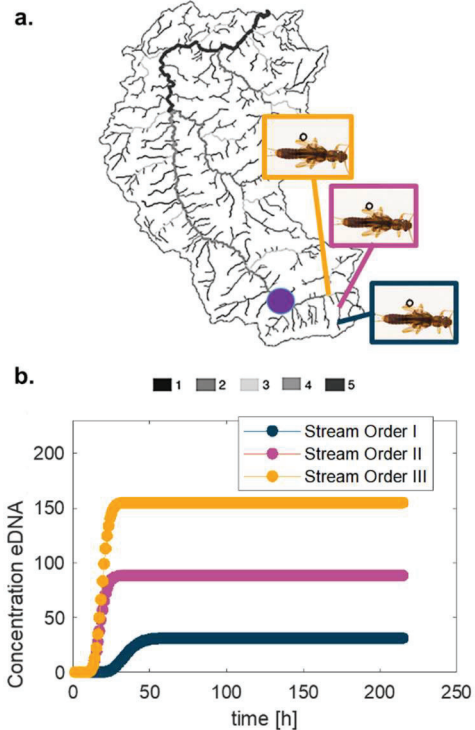 a.
b.
1 2 3 4 5
Stream Order I
Stream Order II
Stream Order III
Concentration eDNA
200
150
100
50
0
0 50 100 150 200 250
time [h]